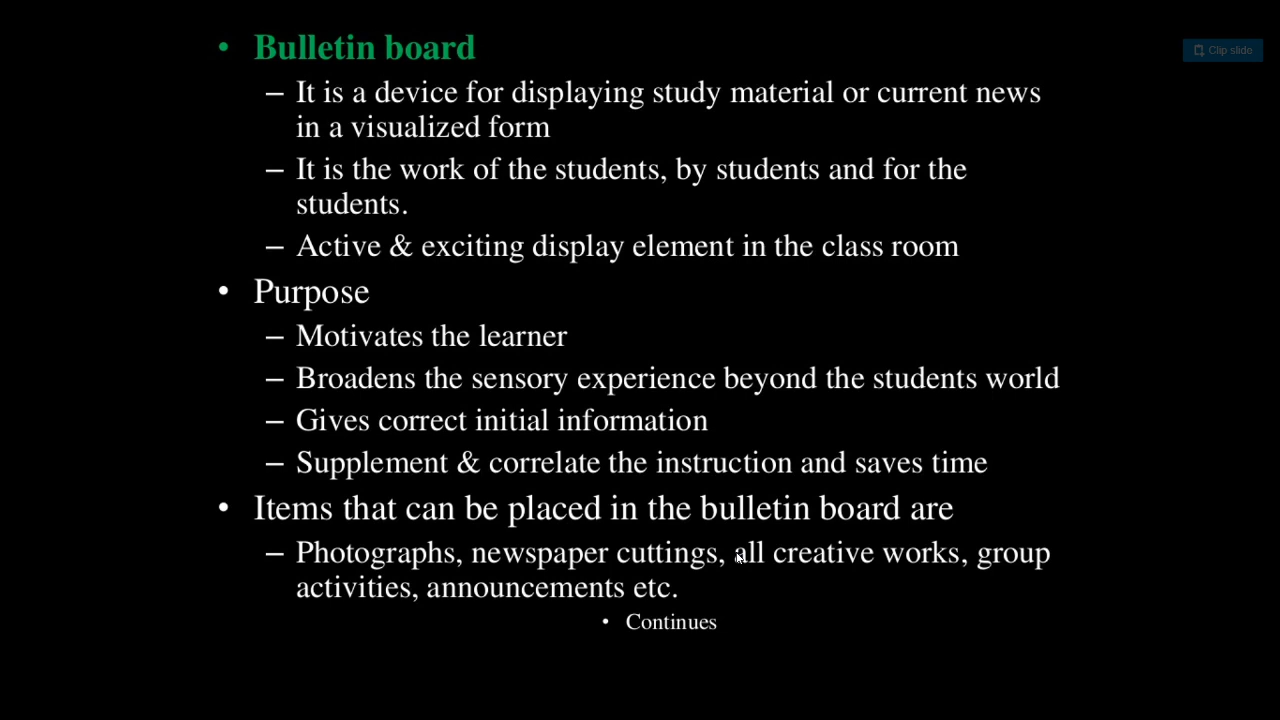 • Bulletin board
Clip slide
– It is a device for displaying study material or current news
in a visualized form
– It is the work of the students, by students and for the
students.
– Active & exciting display element in the class room
• Purpose
– Motivates the learner
– Broadens the sensory experience beyond the students world
– Gives correct initial information
– Supplement & correlate the instruction and saves time
• Items that can be placed in the bulletin board are
– Photographs, newspaper cuttings, all creative works, group
activities, announcements etc.
• Continues